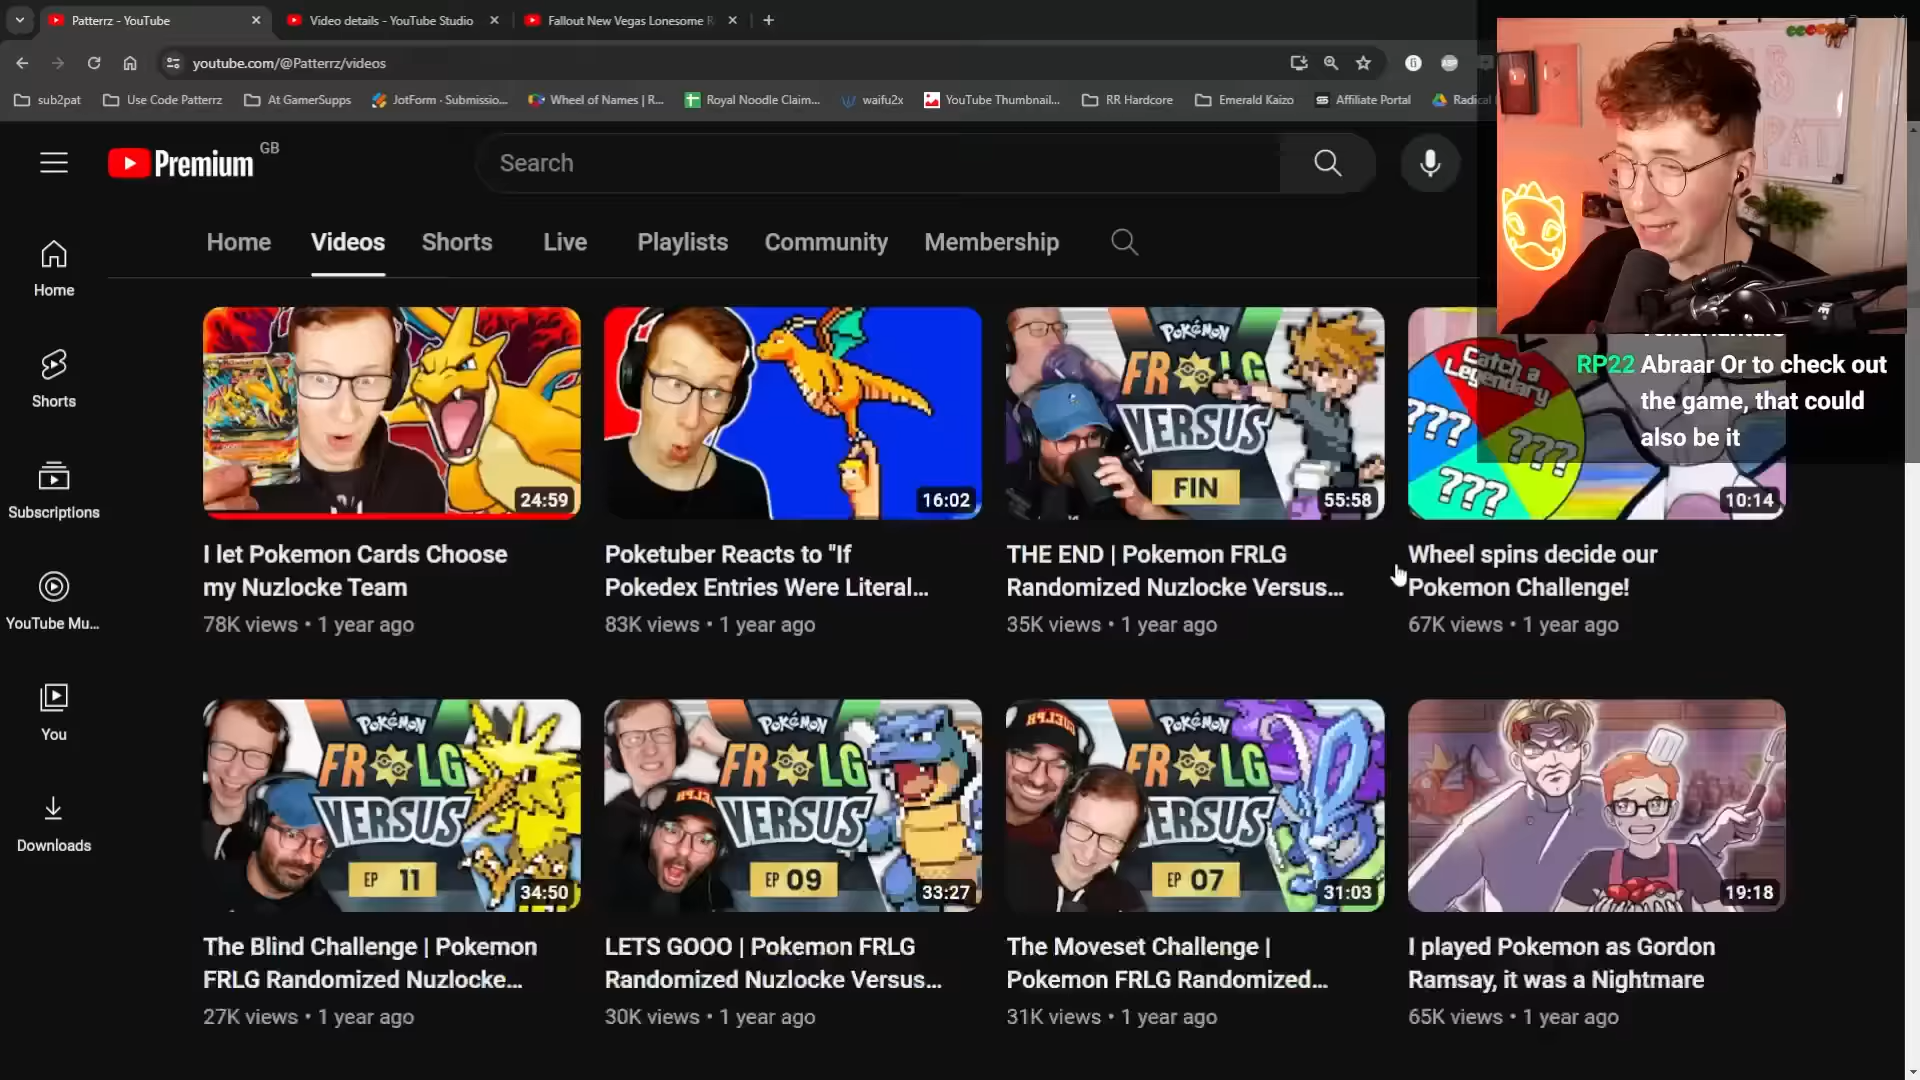 Patterrz - YouTube
Video details - YouTube Studio
Fallout New Vegas Lonesome R
youtube.com/@Patterrz/videos
sub2pat
Use Code Patterrz
At GamerSupps
JotForm · Submissio...
Wheel of Names | R...
Royal Noodle Claim...
waifu2x
YouTube Thumbnail...
RR Hardcore
Emerald Kaizo
Affiliate Portal
Radical
Premium GB
Search
Home
Videos
Shorts
Live
Playlists
Community
Membership
Home
Shorts
Subscriptions
YouTube Mu...
You
Downloads
24:59
16:02
POKéMON
FR LG
VERSUS
FIN
55:58
Catch a
Legendary
???
???
???
10:14
RP22 Abraar Or to check out
the game, that could
also be it
I let Pokemon Cards Choose
my Nuzlocke Team
78K views • 1 year ago
Poketuber Reacts to "If
Pokedex Entries Were Literal...
83K views • 1 year ago
THE END | Pokemon FRLG
Randomized Nuzlocke Versus...
35K views • 1 year ago
Wheel spins decide our
Pokemon Challenge!
67K views • 1 year ago
POKéMON
FR LG
VERSUS
EP 11
34:50
POKéMON
FR LG
VERSUS
EP 09
33:27
POKéMON
FR LG
VERSUS
EP 07
31:03
19:18
The Blind Challenge | Pokemon
FRLG Randomized Nuzlocke...
27K views • 1 year ago
LETS GOOO | Pokemon FRLG
Randomized Nuzlocke Versus...
30K views • 1 year ago
The Moveset Challenge |
Pokemon FRLG Randomized...
31K views • 1 year ago
I played Pokemon as Gordon
Ramsay, it was a Nightmare
65K views • 1 year ago